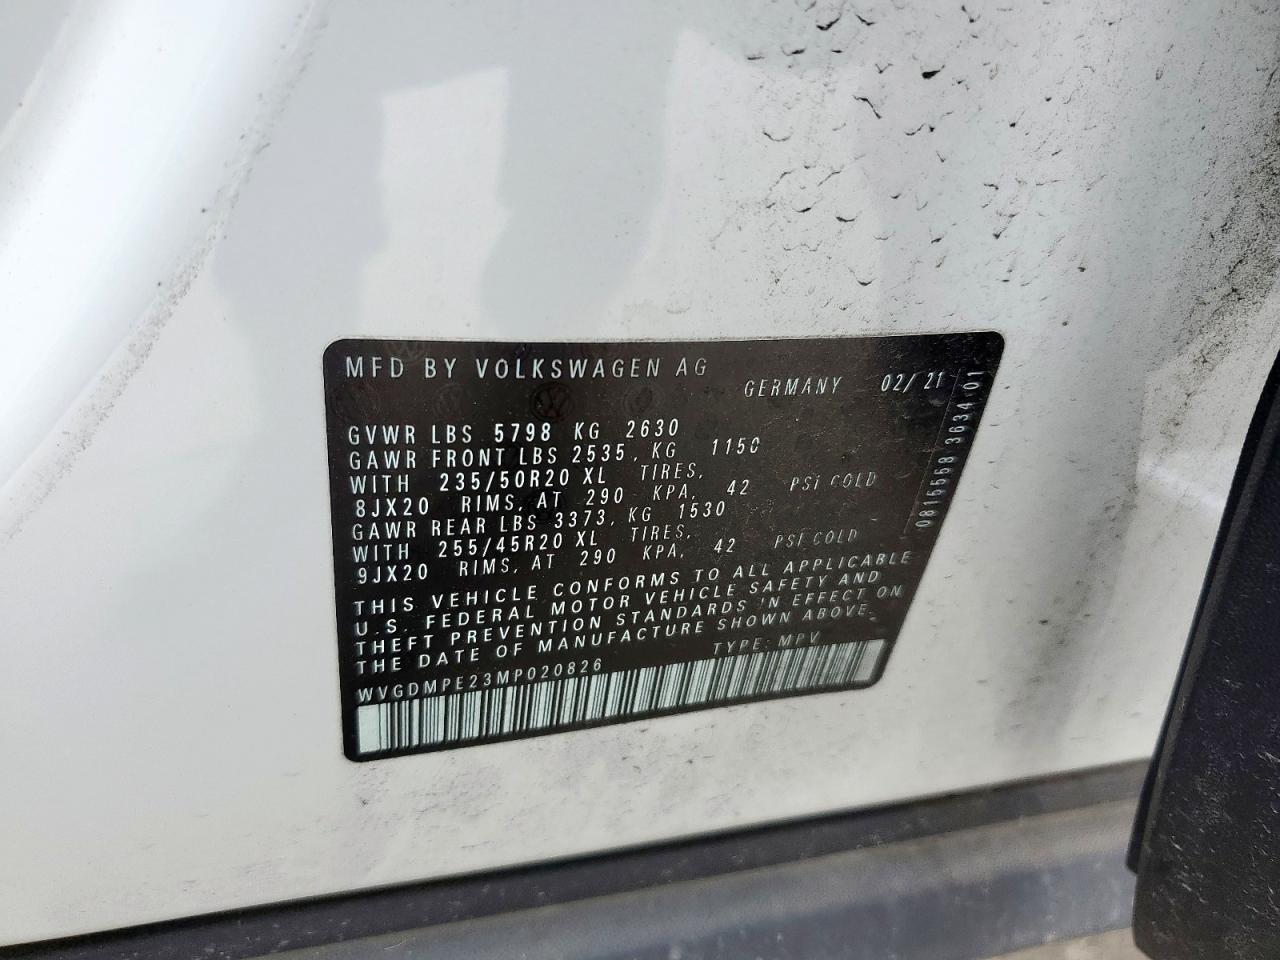 MFD BY VOLKSWAGEN AG
GERMANY 02/21
GVWR LBS 5798 KG 2630
GAWR FRONT LBS 2535, KG 1150
WITH 235/50R20 XL TIRES,
8JX20 RIMS, AT 290 KPA, 42 PSI COLD
GAWR REAR LBS 3373, KG 1530
WITH 255/45R20 XL TIRES,
9JX20 RIMS, AT 290 KPA, 42 PSI COLD
THIS VEHICLE CONFORMS TO ALL APPLICABLE
U.S. FEDERAL MOTOR VEHICLE SAFETY AND
THEFT PREVENTION STANDARDS IN EFFECT ON
THE DATE OF MANUFACTURE SHOWN ABOVE.
TYPE: MPV
WVGDMPE23MP020826